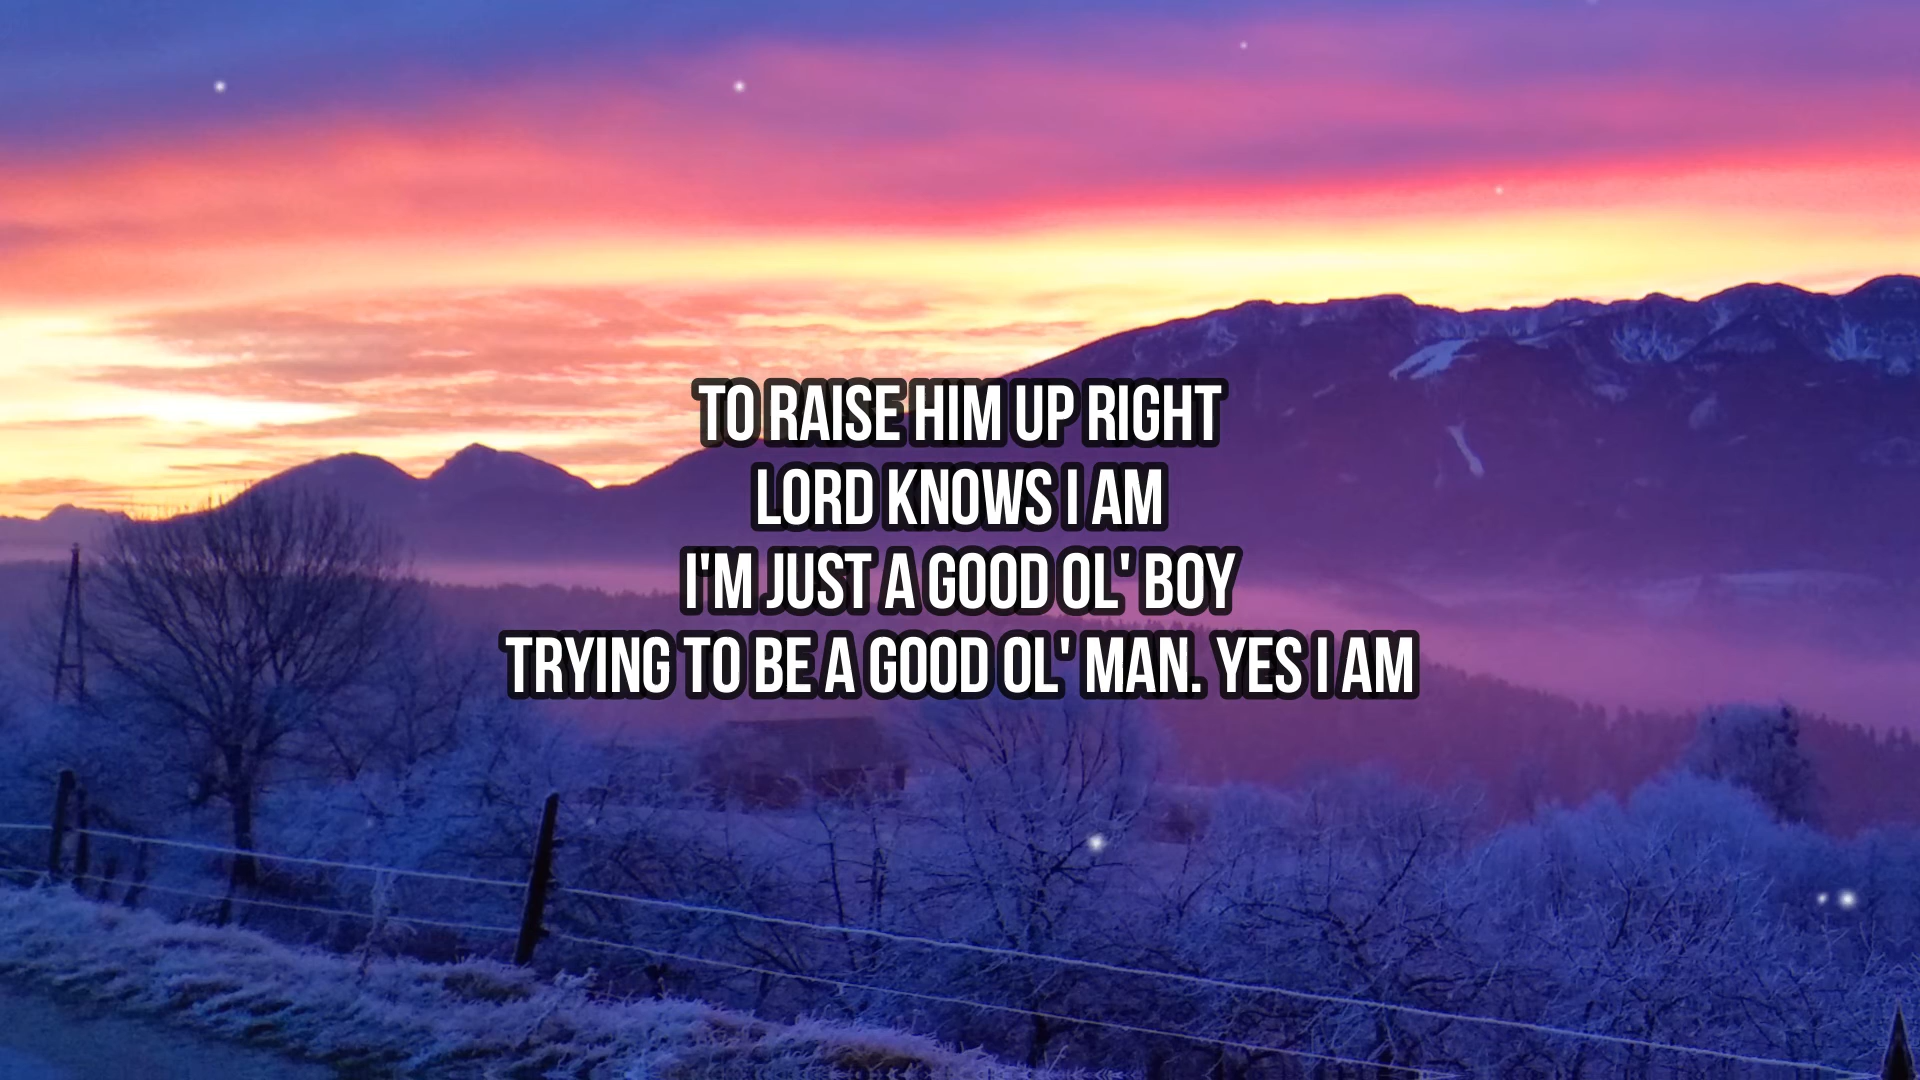 TO RAISE HIM UP RIGHT
LORD KNOWS I AM
I'M JUST A GOOD OL' BOY
TRYING TO BE A GOOD OL' MAN. YES I AM